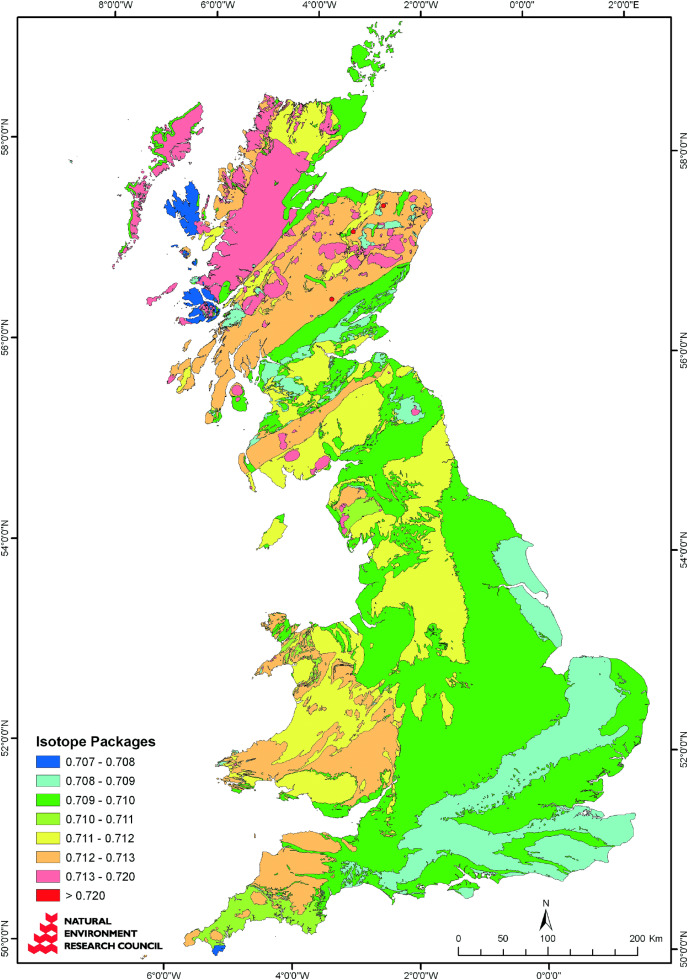 8°0'0"W 6°0'0"W 4°0'0"W 2°0'0"W 0°0'0" 2°0'0"E
58°0'0"N 58°0'0"N
56°0'0"N 56°0'0"N
54°0'0"N 54°0'0"N
52°0'0"N 52°0'0"N
50°0'0"N 50°0'0"N
Isotope Packages
0.707 - 0.708
0.708 - 0.709
0.709 - 0.710
0.710 - 0.711
0.711 - 0.712
0.712 - 0.713
0.713 - 0.720
> 0.720
NATURAL
ENVIRONMENT
RESEARCH COUNCIL
N
0 50 100 200 Km
6°0'0"W 4°0'0"W 2°0'0"W 0°0'0"